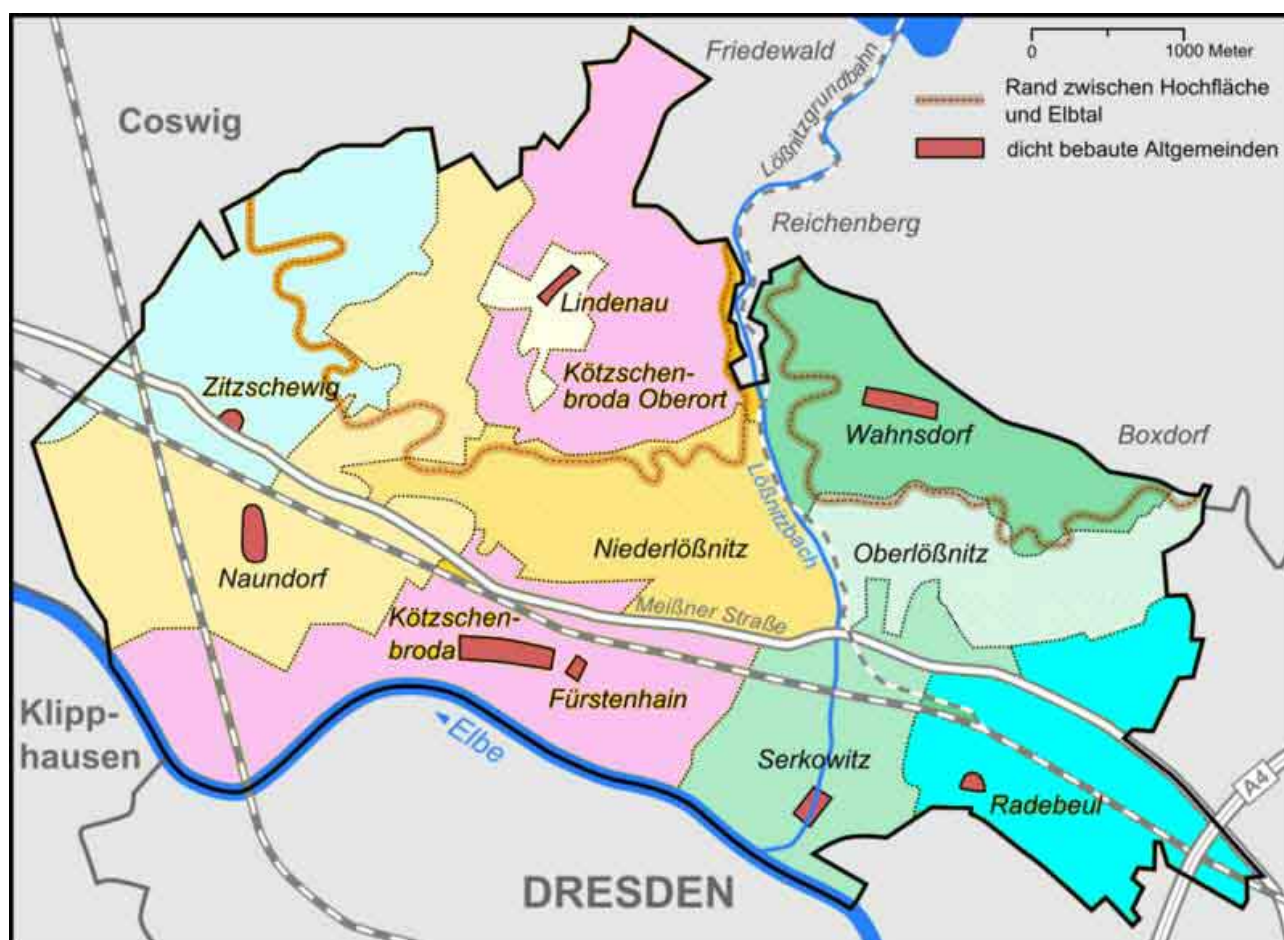 Friedewald
0 1000 Meter
Lößnitzgrundbahn
Rand zwischen Hochfläche
und Elbtal
dicht bebaute Altgemeinden
Coswig
Reichenberg
Lindenau
Kötzschen-
broda Oberort
Zitzschewig
Wahnsdorf
Boxdorf
Lößnitzbach
Niederlößnitz
Oberlößnitz
Naundorf
Meißner Straße
Kötzschen-
broda
Fürstenhain
Klipp-
hausen
Elbe
Serkowitz
Radebeul
A4
DRESDEN